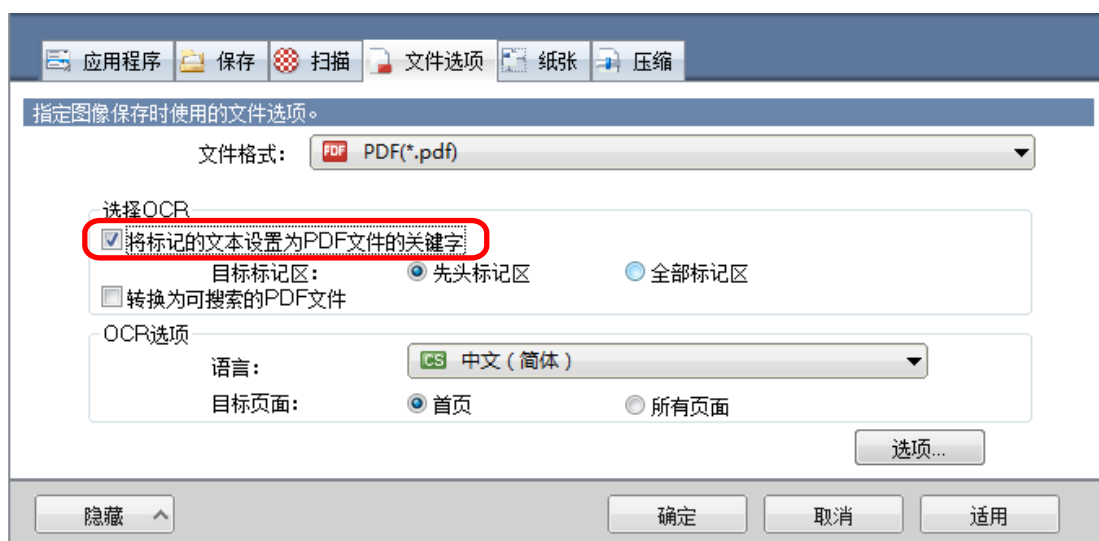 应用程序 保存 扫描 文件选项 纸张 压缩
指定图像保存时使用的文件选项。
文件格式： PDF PDF(*.pdf)
选择OCR
将标记的文本设置为PDF文件的关键字
目标标记区： 先头标记区 全部标记区
转换为可搜索的PDF文件
OCR选项
语言： CS 中文（简体）
目标页面： 首页 所有页面
选项...
隐藏 确定 取消 适用